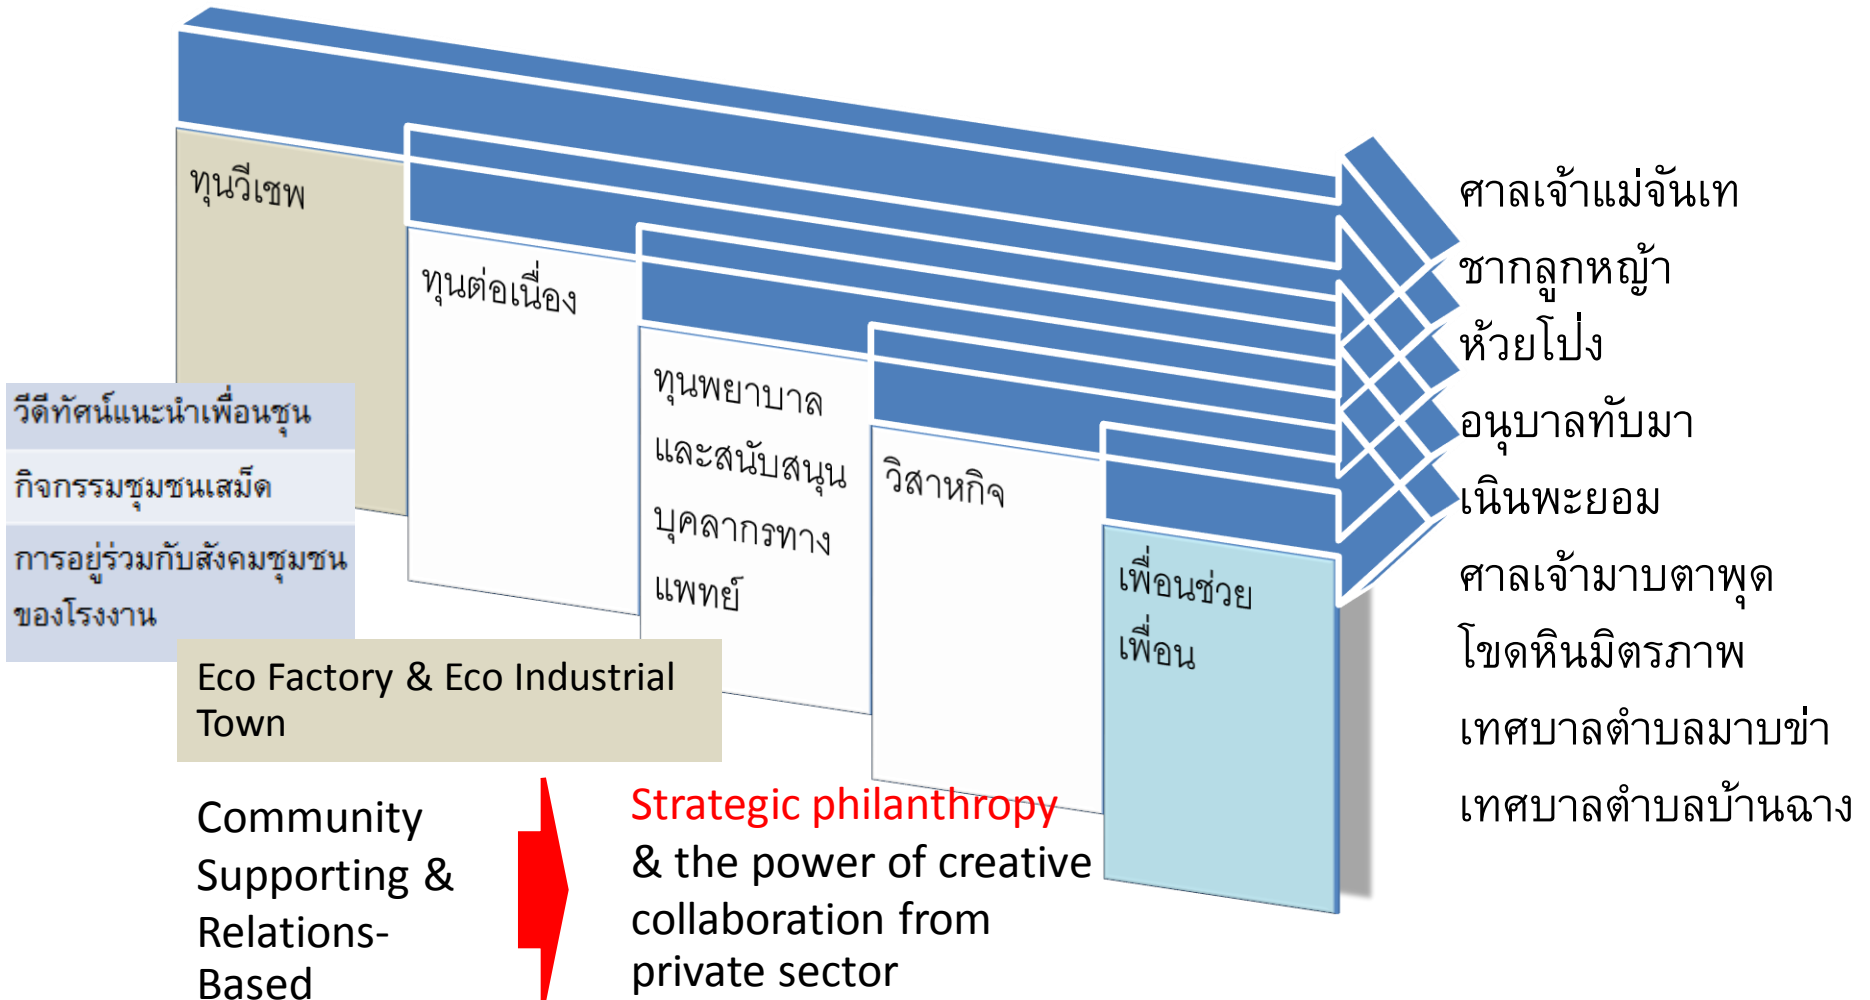 ทุนวีเชพ
ทุนต่อเนื่อง
ทุนพยาบาล
และสนับสนุน
บุคลากรทาง
แพทย์
วิสาหกิจ
เพื่อนช่วย
เพื่อน
วีดีทัศน์แนะนำเพื่อนชุน
กิจกรรมชุมชนเสม็ด
การอยู่ร่วมกับสังคมชุมชน
ของโรงงาน
Eco Factory & Eco Industrial
Town
Community
Supporting &
Relations-
Based
Strategic philanthropy
& the power of creative
collaboration from
private sector
ศาลเจ้าแม่จันเท
ชากลูกหญ้า
ห้วยโป่ง
อนุบาลทับมา
เนินพะยอม
ศาลเจ้ามาบตาพุด
โขดหินมิตรภาพ
เทศบาลตำบลมาบข่า
เทศบาลตำบลบ้านฉาง